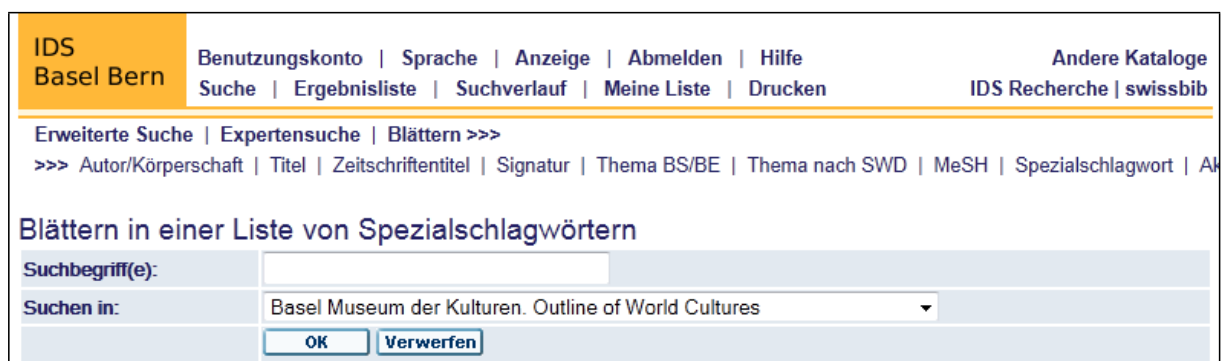 IDS
Basel Bern
Benutzungskonto | Sprache | Anzeige | Abmelden | Hilfe
Andere Kataloge
Suche | Ergebnisliste | Suchverlauf | Meine Liste | Drucken
IDS Recherche | swissbib
Erweiterte Suche | Expertensuche | Blättern >>>
>>> Autor/Körperschaft | Titel | Zeitschriftentitel | Signatur | Thema BS/BE | Thema nach SWD | MeSH | Spezialschlagwort |
Blättern in einer Liste von Spezialschlagwörtern
Suchbegriff(e):
Suchen in: Basel Museum der Kulturen. Outline of World Cultures
OK Verwerfen